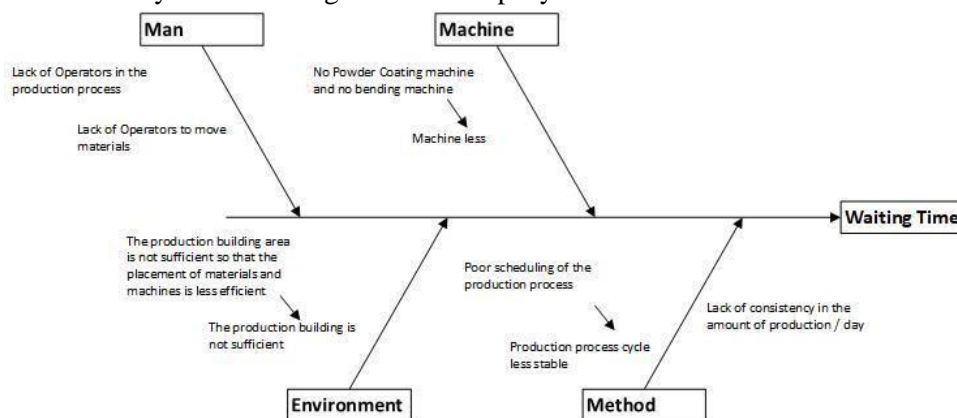 Man
Machine
Lack of Operators in the
production process
No Powder Coating machine
and no bending machine
Lack of Operators to move
materials
Machine less
Waiting Time
The production building area
is not sufficient so that the
placement of materials and
machines is less efficient
Poor scheduling of the
production process
Lack of consistency in the
amount of production / day
The production building is
not sufficient
Production process cycle
less stable
Environment
Method